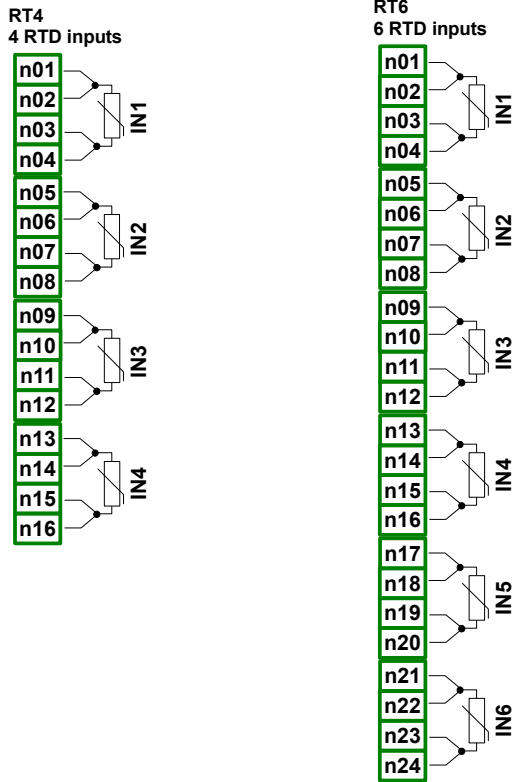 RT4
4 RTD inputs
n01
n02
n03
n04
IN1
n05
n06
n07
n08
IN2
n09
n10
n11
n12
IN3
n13
n14
n15
n16
IN4
RT6
6 RTD inputs
n01
n02
n03
n04
IN1
n05
n06
n07
n08
IN2
n09
n10
n11
n12
IN3
n13
n14
n15
n16
IN4
n17
n18
n19
n20
IN5
n21
n22
n23
n24
IN6